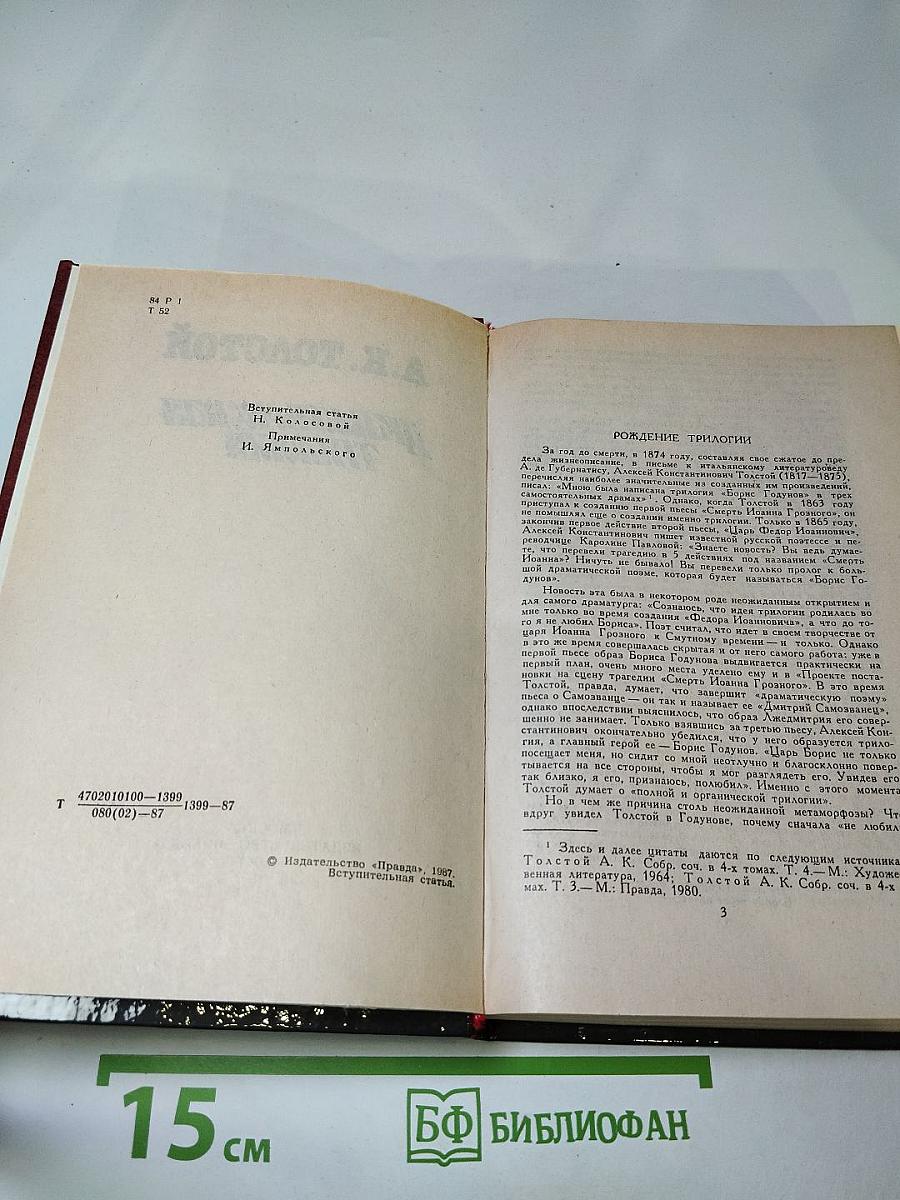 84 Р 1
Т 52
А.К. ТОЛСТОЙ
Вступительная статья
Н. Колосовой
Примечания
И. Ямпольского
Т 4702010100—1399
080(02)—87
1399—87
© Издательство «Правда», 1987.
Вступительная статья.
РОЖДЕНИЕ ТРИЛОГИИ
За год до смерти, в 1874 году, составляя свое сжатое до пре-
дела жизнеописание, в письме к итальянскому литературоведу
А. де Губернатису, Алексей Константинович Толстой (1817—1875),
перечисляя наиболее значительные из созданных им произведений,
писал: «Мною была написана трилогия «Борис Годунов» в трех
самостоятельных драмах» ¹. Однако, когда Толстой в 1863 году
приступал к созданию первой пьесы «Смерть Иоанна Грозного», он
не помышлял еще о создании именно трилогии. Только в 1865 году,
закончив первое действие второй пьесы, «Царь Федор Иоаннович»,
Алексей Константинович пишет известной русской поэтессе и пе-
реводчице Каролине Павловой: «Знаете новость? Вы ведь думае-
те, что перевели трагедию в 5 действиях под названием «Смерть
Иоанна»? Ничуть не бывало! Вы перевели только пролог к боль-
шой драматической поэме, которая будет называться «Борис Го-
дунов».
Новость эта была в некотором роде неожиданным открытием и
для самого драматурга: «Сознаюсь, что идея трилогии родилась во
мне только во время создания «Федора Иоанновича», а что до то-
го я не любил Бориса». Поэт считал, что идет в своем творчестве от
царя Иоанна Грозного к Смутному времени — и только. Однако
в это же время совершалась скрытая и от него самого работа: уже в
первой пьесе образ Бориса Годунова выдвигается практически на
первый план, очень много места уделено ему и в «Проекте поста-
новки на сцену трагедии «Смерть Иоанна Грозного». В это время
Толстой, правда, думает, что завершит «драматическую поэму»
пьеса о Самозванце — он так и называет ее «Дмитрий Самозванец»,
однако впоследствии выяснилось, что образ Лжедмитрия его совер-
шенно не занимает. Только взявшись за третью пьесу, Алексей Кон-
стантинович окончательно убедился, что у него образуется трило-
гия, а главный герой ее — Борис Годунов. «Царь Борис не только
посещает меня, но сидит со мной неотлучно и благосклонно повер-
тывается на все стороны, чтобы я мог разглядеть его. Увидев его
так близко, я его, признаюсь, полюбил». Именно с этого момента
Толстой думает о «полной и органической трилогии».
Но в чем же причина столь неожиданной метаморфозы? Чт
вдруг увидел Толстой в Годунове, почему сначала «не любил
¹ Здесь и далее цитаты даются по следующим источника
Толстой А. К. Собр. соч. в 4-х томах. Т. 4.— М.: Художе
венная литература, 1964; Толстой А. К. Собр. соч. в 4-х
мах. Т. 3.— М.: Правда, 1980.
3
15 см
БФ БИБЛИОФАН